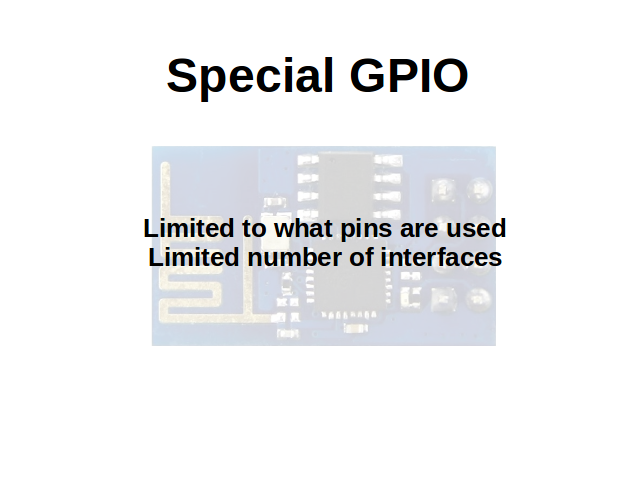 Special GPIO
Limited to what pins are used
Limited number of interfaces